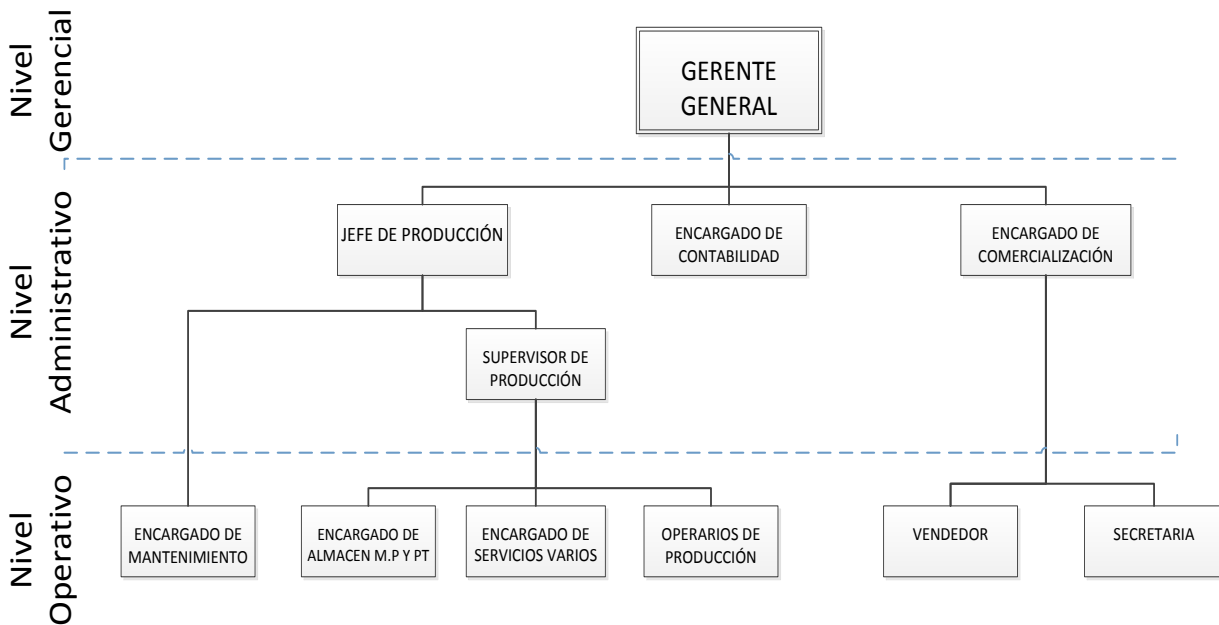 Nivel
Gerencial
GERENTE
GENERAL
Nivel
Administrativo
JEFE DE PRODUCCIÓN
ENCARGADO DE
CONTABILIDAD
ENCARGADO DE
COMERCIALIZACIÓN
SUPERVISOR DE
PRODUCCIÓN
Nivel
Operativo
ENCARGADO DE
MANTENIMIENTO
ENCARGADO DE
ALMACEN M.P Y PT
ENCARGADO DE
SERVICIOS VARIOS
OPERARIOS DE
PRODUCCIÓN
VENDEDOR
SECRETARIA